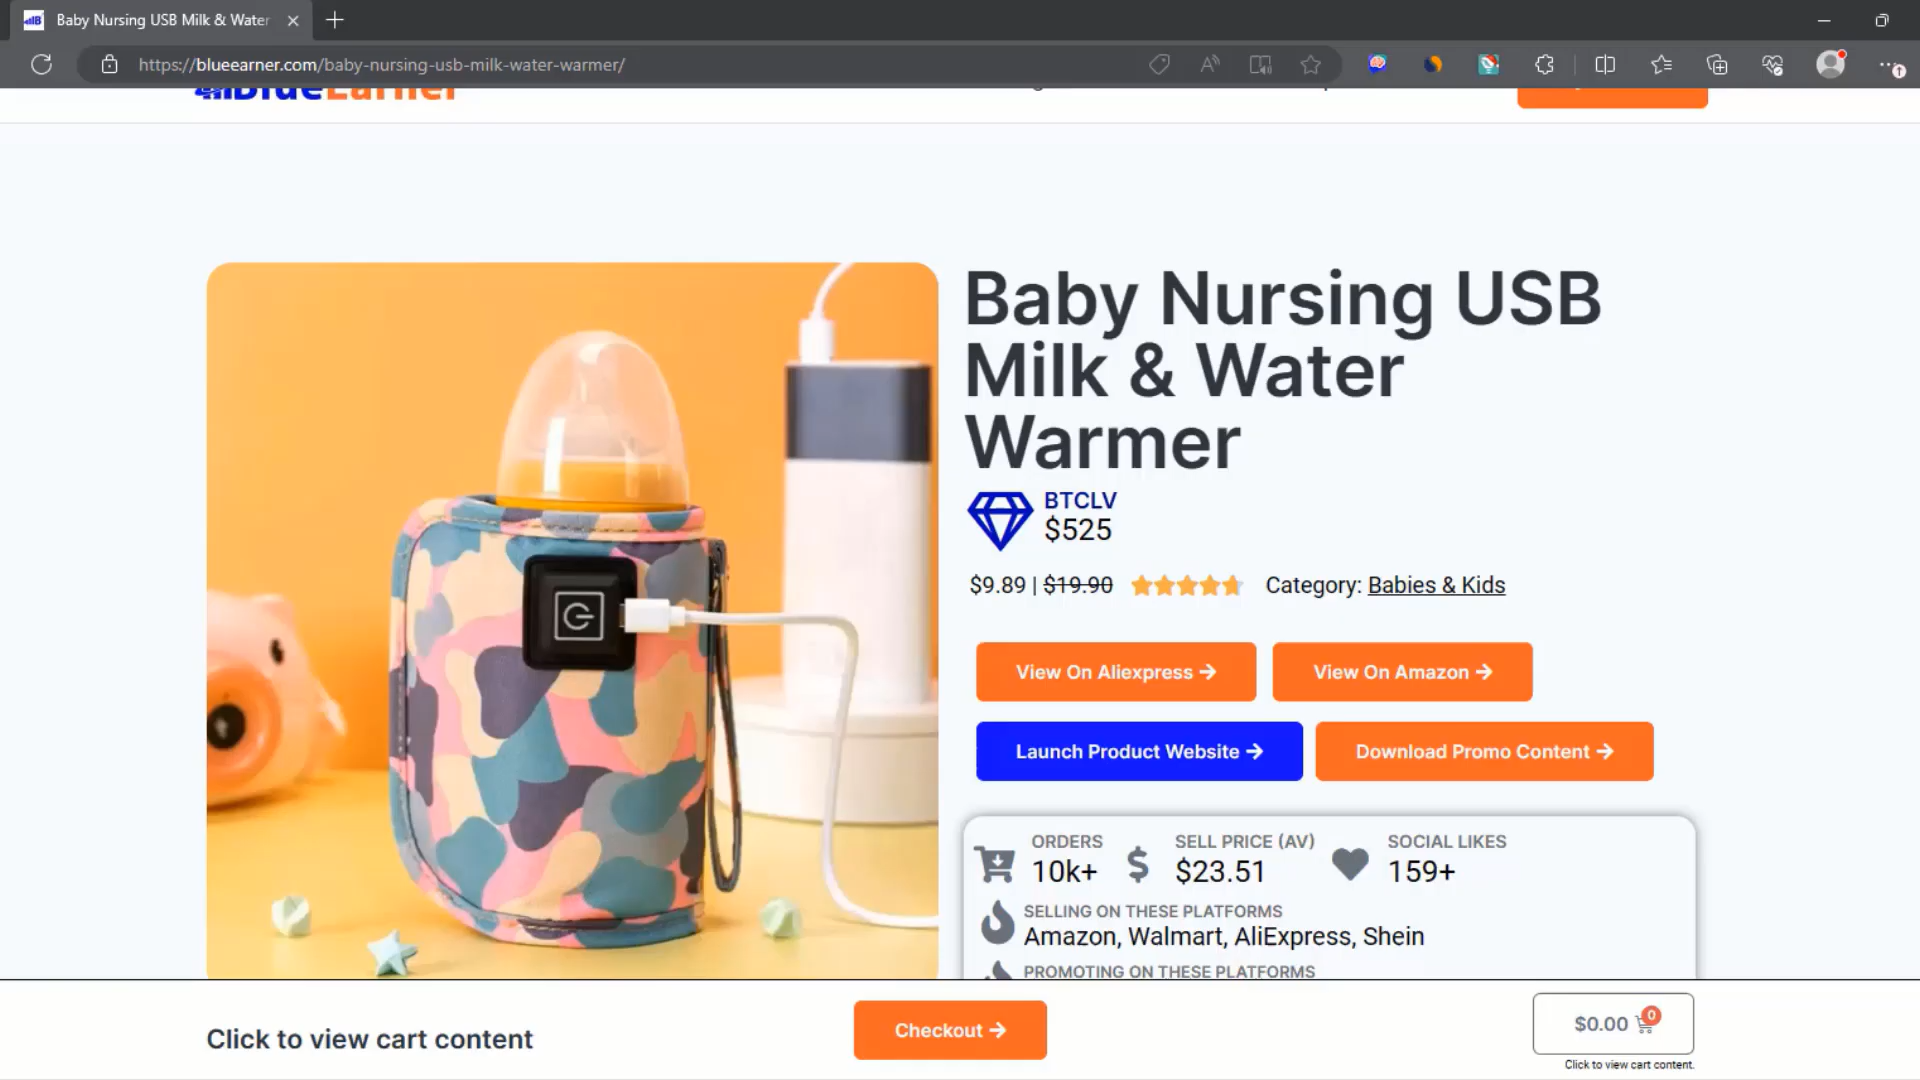 Baby Nursing USB Milk & Water
https://blueearner.com/baby-nursing-usb-milk-water-warmer/
BlueEarner
Baby Nursing USB
Milk & Water
Warmer
BTCLV
$525
$9.89 | $19.90 Category: Babies & Kids
View On Aliexpress →
View On Amazon →
Launch Product Website →
Download Promo Content →
ORDERS
10k+
SELL PRICE (AV)
$23.51
SOCIAL LIKES
159+
SELLING ON THESE PLATFORMS
Amazon, Walmart, AliExpress, Shein
PROMOTING ON THESE PLATFORMS
Click to view cart content
Checkout →
$0.00 0
Click to view cart content.